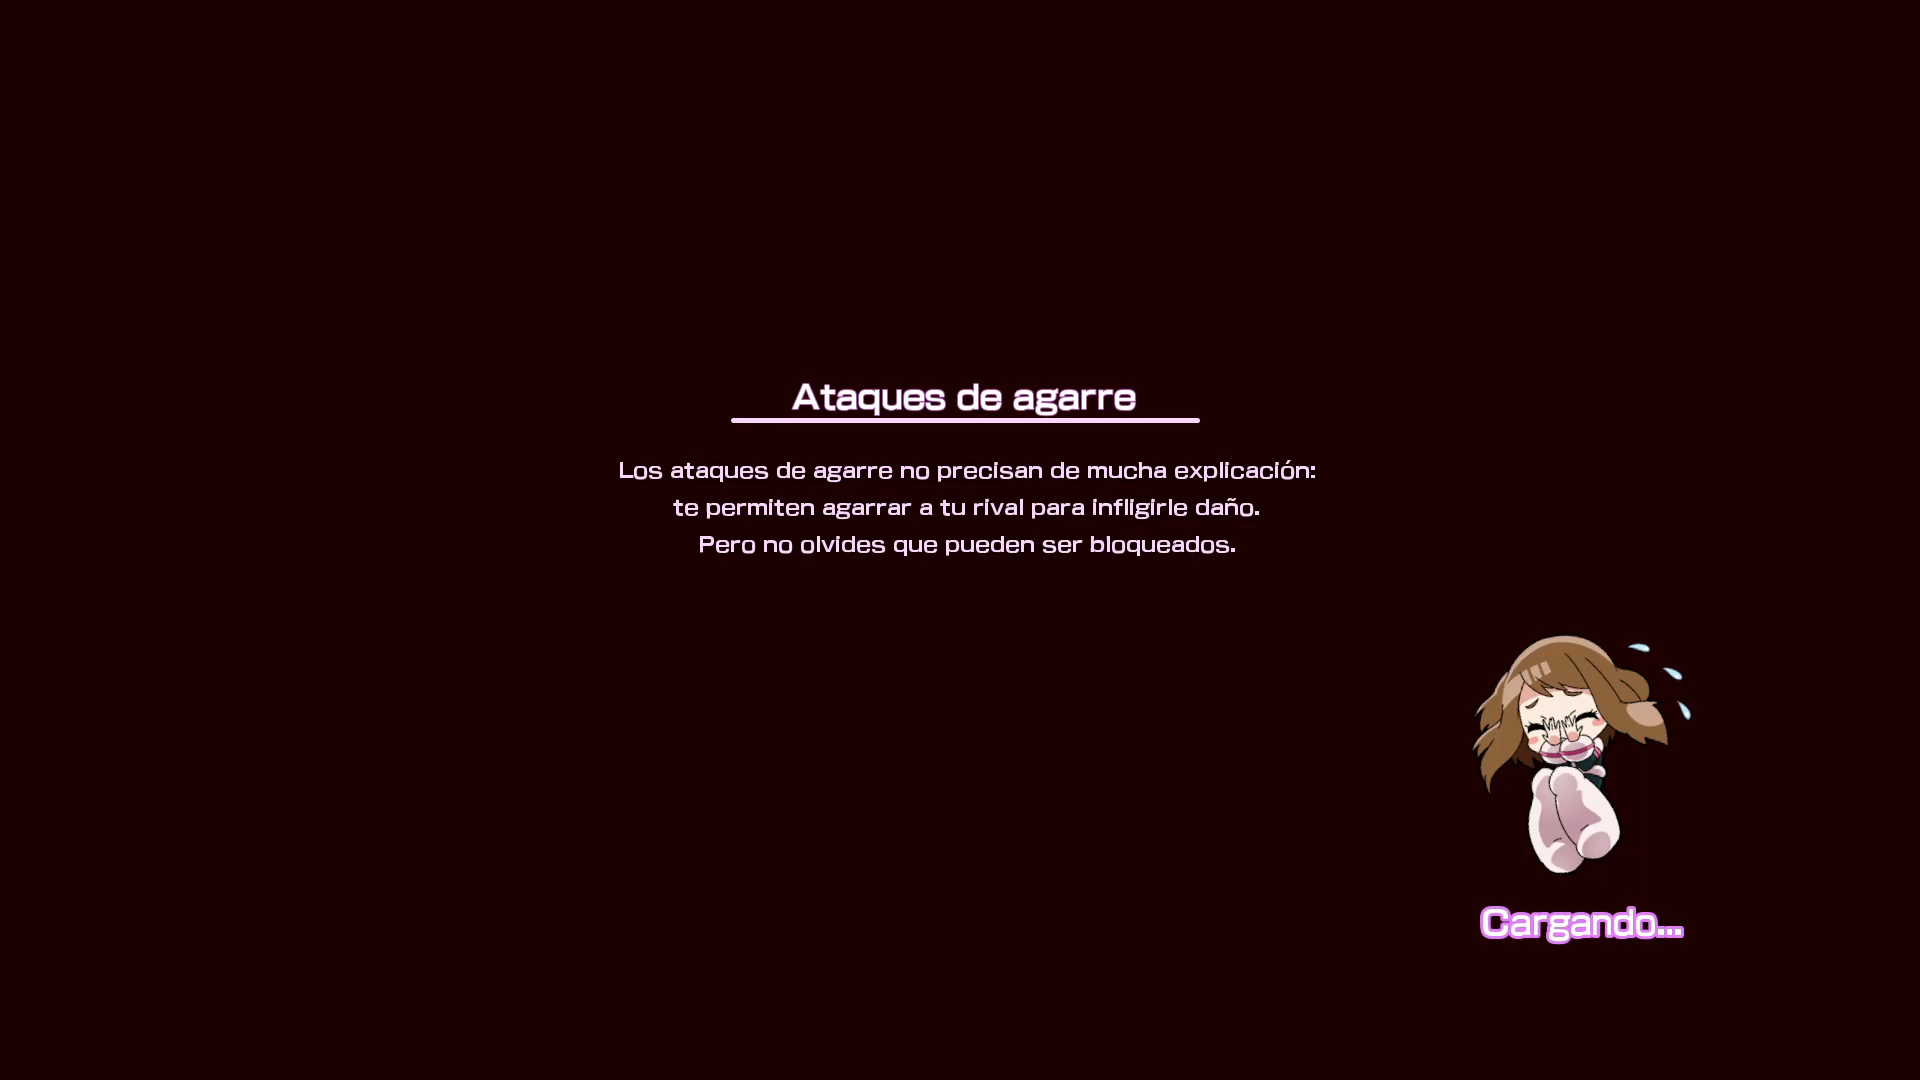 Ataques de agarre
Los ataques de agarre no precisan de mucha explicación:
te permiten agarrar a tu rival para infligirle daño.
Pero no olvides que pueden ser bloqueados.
Cargando...